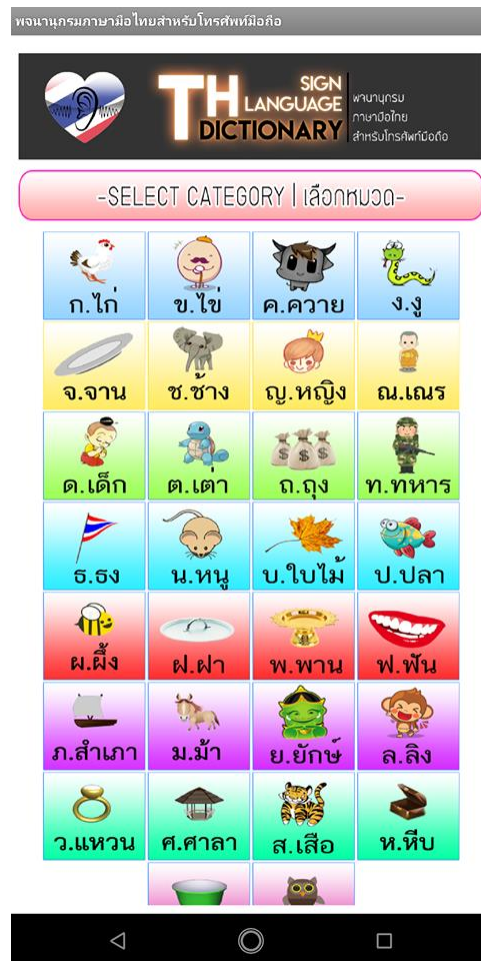 พจนานุกรมภาษามือไทยสำหรับโทรศัพท์มือถือ
TH SIGN LANGUAGE DICTIONARY
พจนานุกรม
ภาษามือไทย
สำหรับโทรศัพท์มือถือ
-SELECT CATEGORY | เลือกหมวด-
ก.ไก่ ข.ไข่ ค.ควาย ง.งู
จ.จาน ช.ช้าง ญ.หญิง ณ.เณร
ด.เด็ก ต.เต่า ถ.ถุง ท.ทหาร
ธ.ธง น.หนู บ.ใบไม้ ป.ปลา
ผ.ผึ้ง ฝ.ฝา พ.พาน ฟ.ฟัน
ภ.สำเภา ม.ม้า ย.ยักษ์ ล.ลิง
ว.แหวน ศ.ศาลา ส.เสือ ห.หีบ